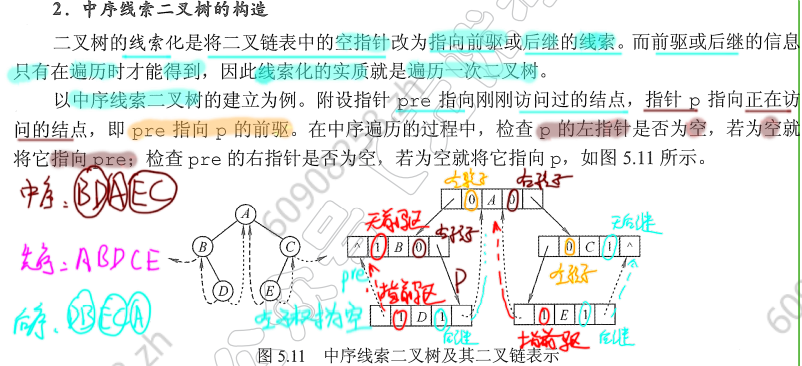 2．中序线索二叉树的构造
二叉树的线索化是将二叉链表中的空指针改为指向前驱或后继的线索。而前驱或后继的信息
只有在遍历时才能得到，因此线索化的实质就是遍历一次二叉树。
以中序线索二叉树的建立为例。附设指针 pre 指向刚刚访问过的结点，指针 p 指向正在访
问的结点，即 pre 指向 p 的前驱。在中序遍历的过程中，检查 p 的左指针是否为空，若为空就
将它指向 pre；检查 pre 的右指针是否为空，若为空就将它指向 p，如图 5.11 所示。
中序：BDAEC
先序：ABDCE
后序：DBECA
A
B
C
D
E
左孩子
右孩子
0 A 0
无前驱
右孩子
^ 1 B 0
无后继
0 C 1 ^
左孩子
pre
P
指前驱
1 D 1
后继
1 E 1
指前驱
后继
图 5.11 中序线索二叉树及其二叉链表示
60908258.zh